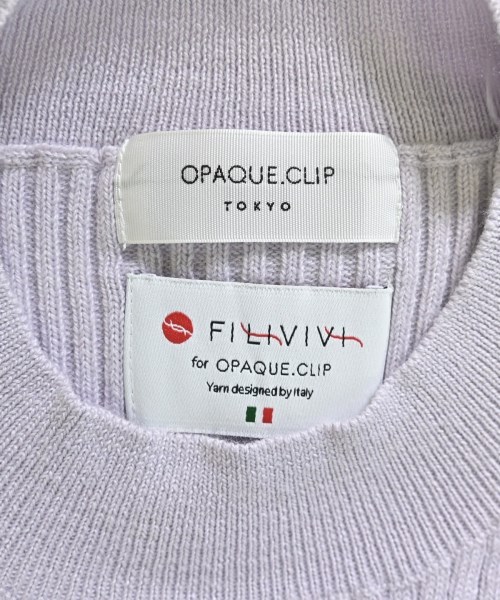 OPAQUE.CLIP
TOKYO
FILIVIVI
for OPAQUE.CLIP
Yarn designed by Italy